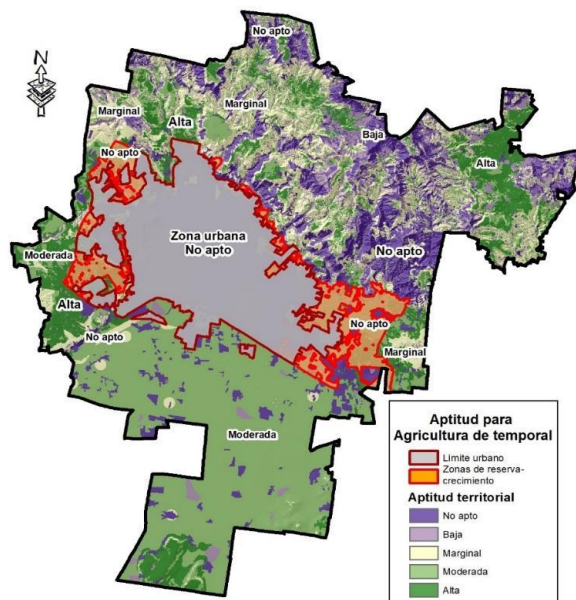 N
No apto
Marginal
Marginal
Alta
Baja
No apto
Alta
Zona urbana
No apto
No apto
Moderada
Alta
No apto
No apto
Marginal
Moderada
Aptitud para
Agricultura de temporal
Límite urbano
Zonas de reserva-
crecimiento
Aptitud territorial
No apto
Baja
Marginal
Moderada
Alta